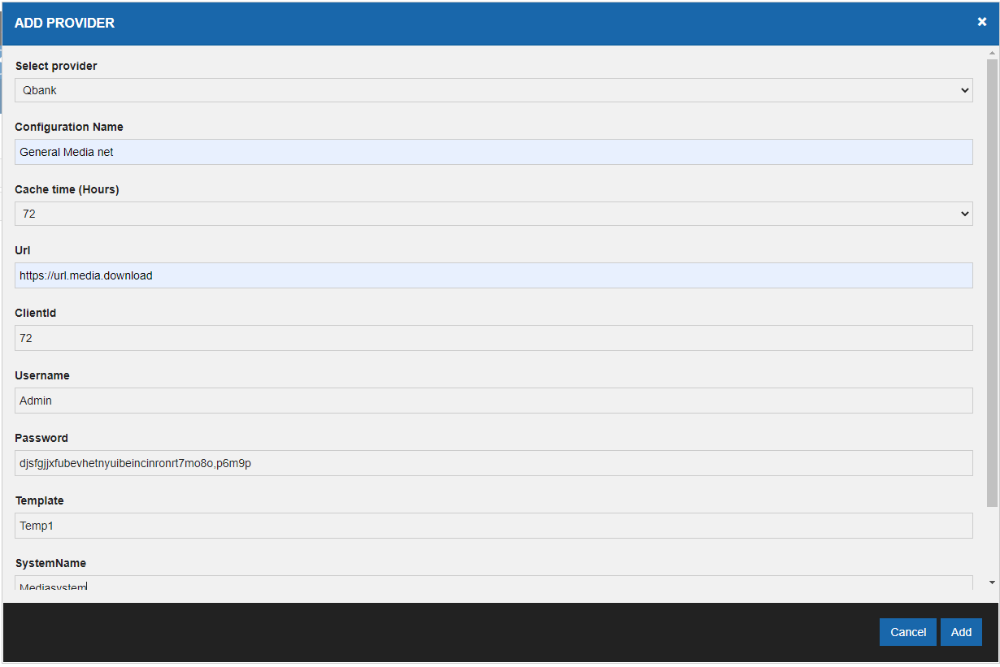 ADD PROVIDER
Select provider
Qbank
Configuration Name
General Media net
Cache time (Hours)
72
Url
https://url.media.download
ClientId
72
Username
Admin
Password
djsfgjjxfubevhetnyuibeincinronrt7mo8o,p6m9p
Template
Temp1
SystemName
Mediasystem
Cancel Add